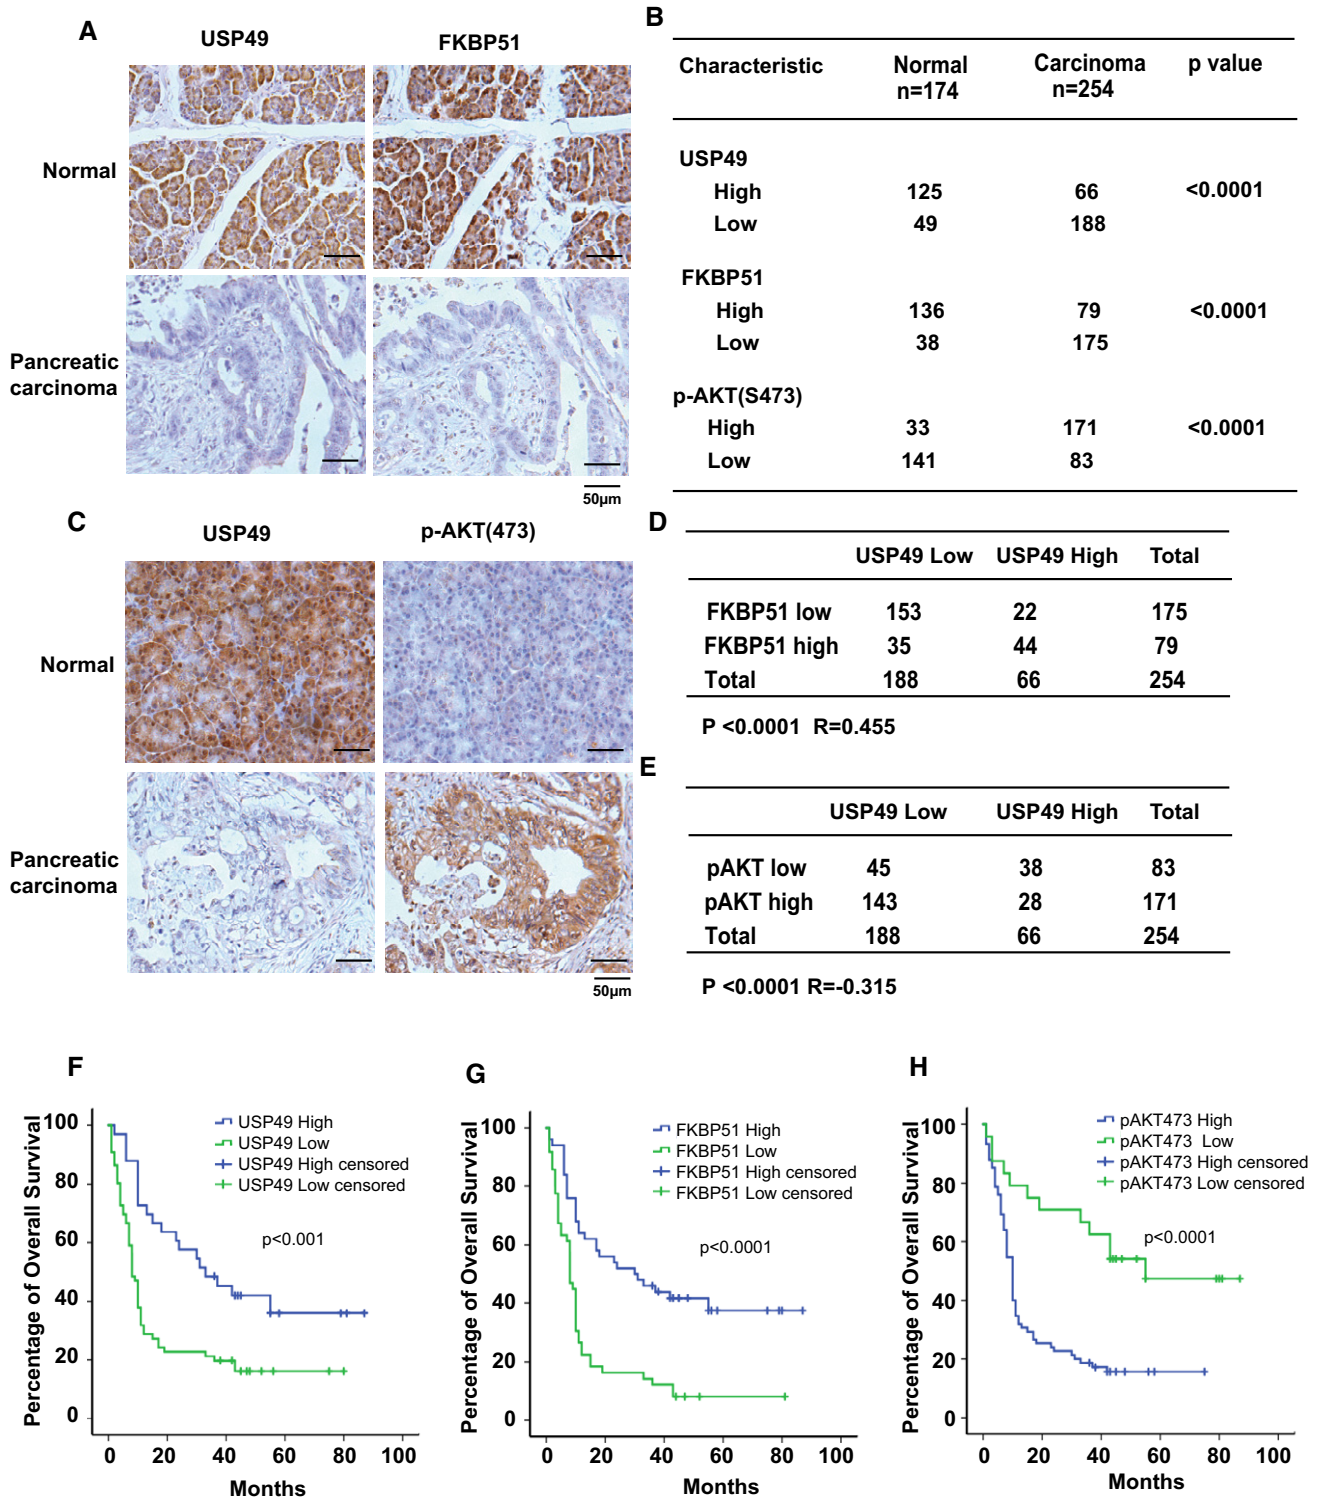 A
USP49 FKBP51
Normal
Pancreatic
carcinoma
50µm
B
Characteristic Normal Carcinoma p value
n=174 n=254
USP49
High 125 66 <0.0001
Low 49 188
FKBP51
High 136 79 <0.0001
Low 38 175
p-AKT(S473)
High 33 171 <0.0001
Low 141 83
C
USP49 p-AKT(473)
Normal
Pancreatic
carcinoma
50µm
D
USP49 Low USP49 High Total
FKBP51 low 153 22 175
FKBP51 high 35 44 79
Total 188 66 254
P <0.0001 R=0.455
E
USP49 Low USP49 High Total
pAKT low 45 38 83
pAKT high 143 28 171
Total 188 66 254
P <0.0001 R=-0.315
F
Percentage of Overall Survival
100
80
60
40
20
0
USP49 High
USP49 Low
USP49 High censored
USP49 Low censored
p<0.001
0 20 40 60 80 100
Months
G
Percentage of Overall Survival
100
80
60
40
20
0
FKBP51 High
FKBP51 Low
FKBP51 High censored
FKBP51 Low censored
p<0.0001
0 20 40 60 80 100
Months
H
Percentage of Overall Survival
100
80
60
40
20
0
pAKT473 High
pAKT473 Low
pAKT473 High censored
pAKT473 Low censored
p<0.0001
0 20 40 60 80 100
Months